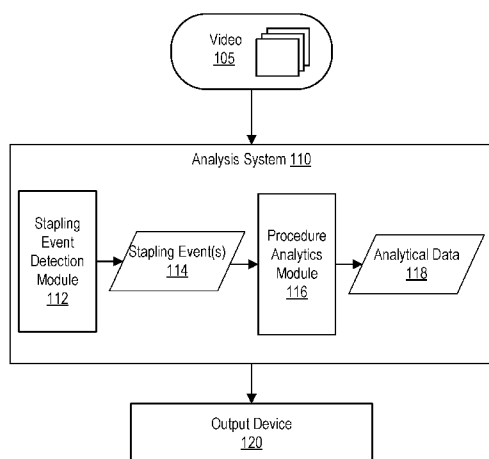 Video
105
Analysis System 110
Stapling
Event
Detection
Module
112
Stapling Event(s)
114
Procedure
Analytics
Module
116
Analytical Data
118
Output Device
120